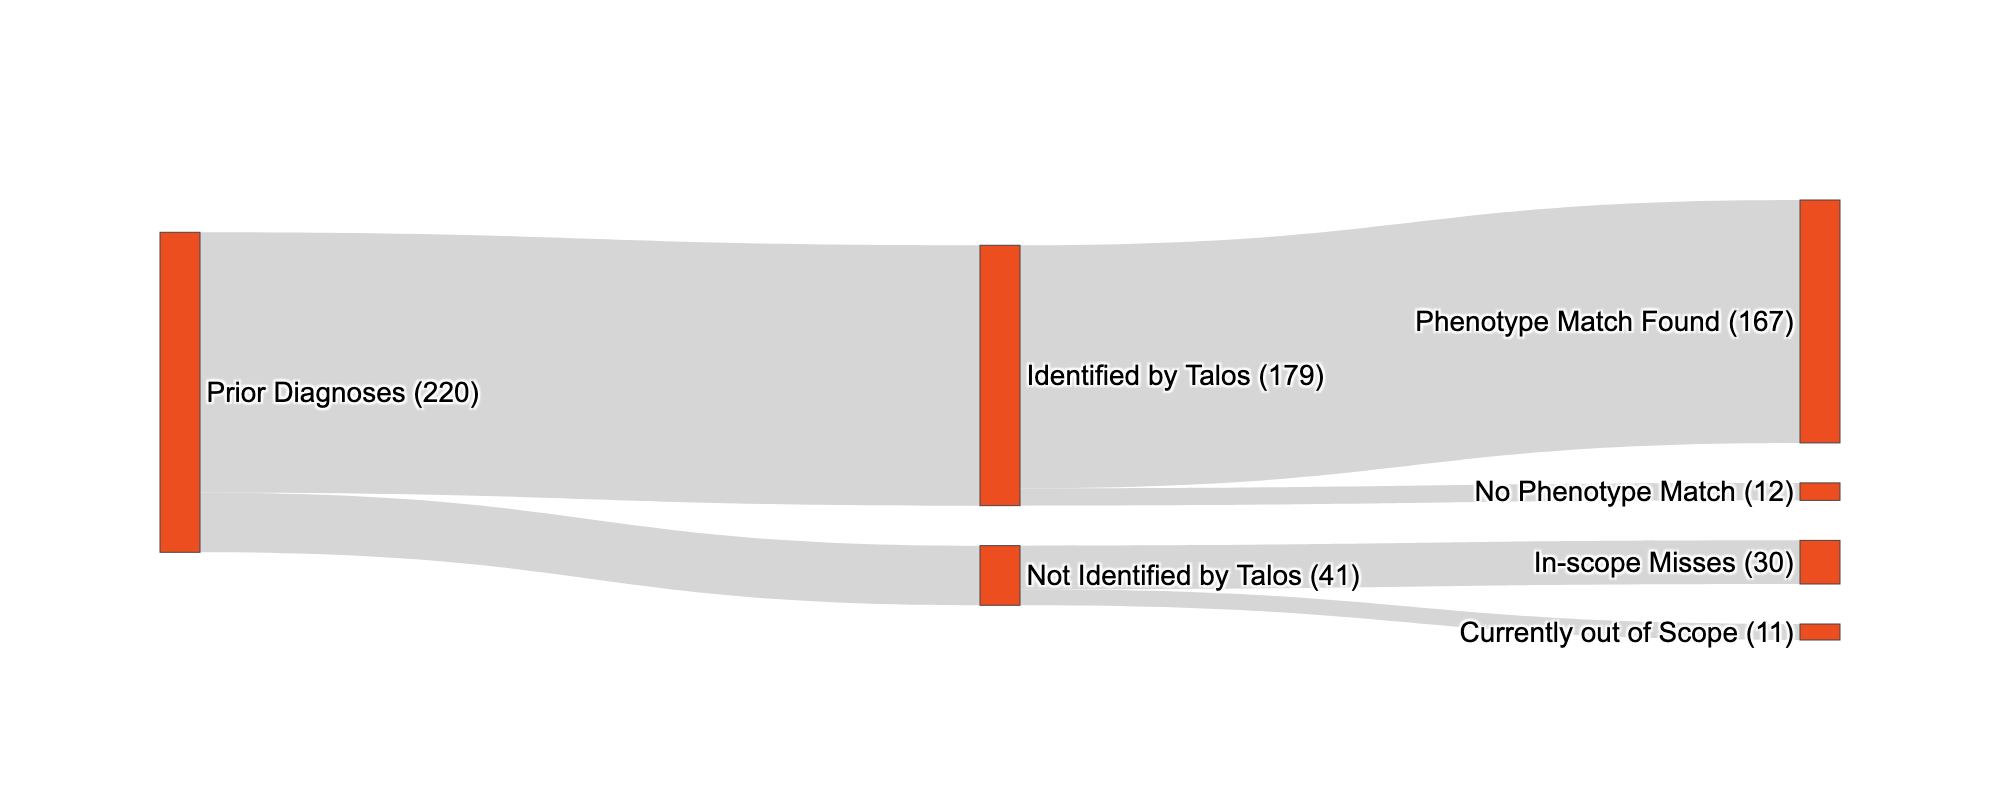 Prior Diagnoses (220)
Identified by Talos (179)
Not Identified by Talos (41)
Phenotype Match Found (167)
No Phenotype Match (12)
In-scope Misses (30)
Currently out of Scope (11)